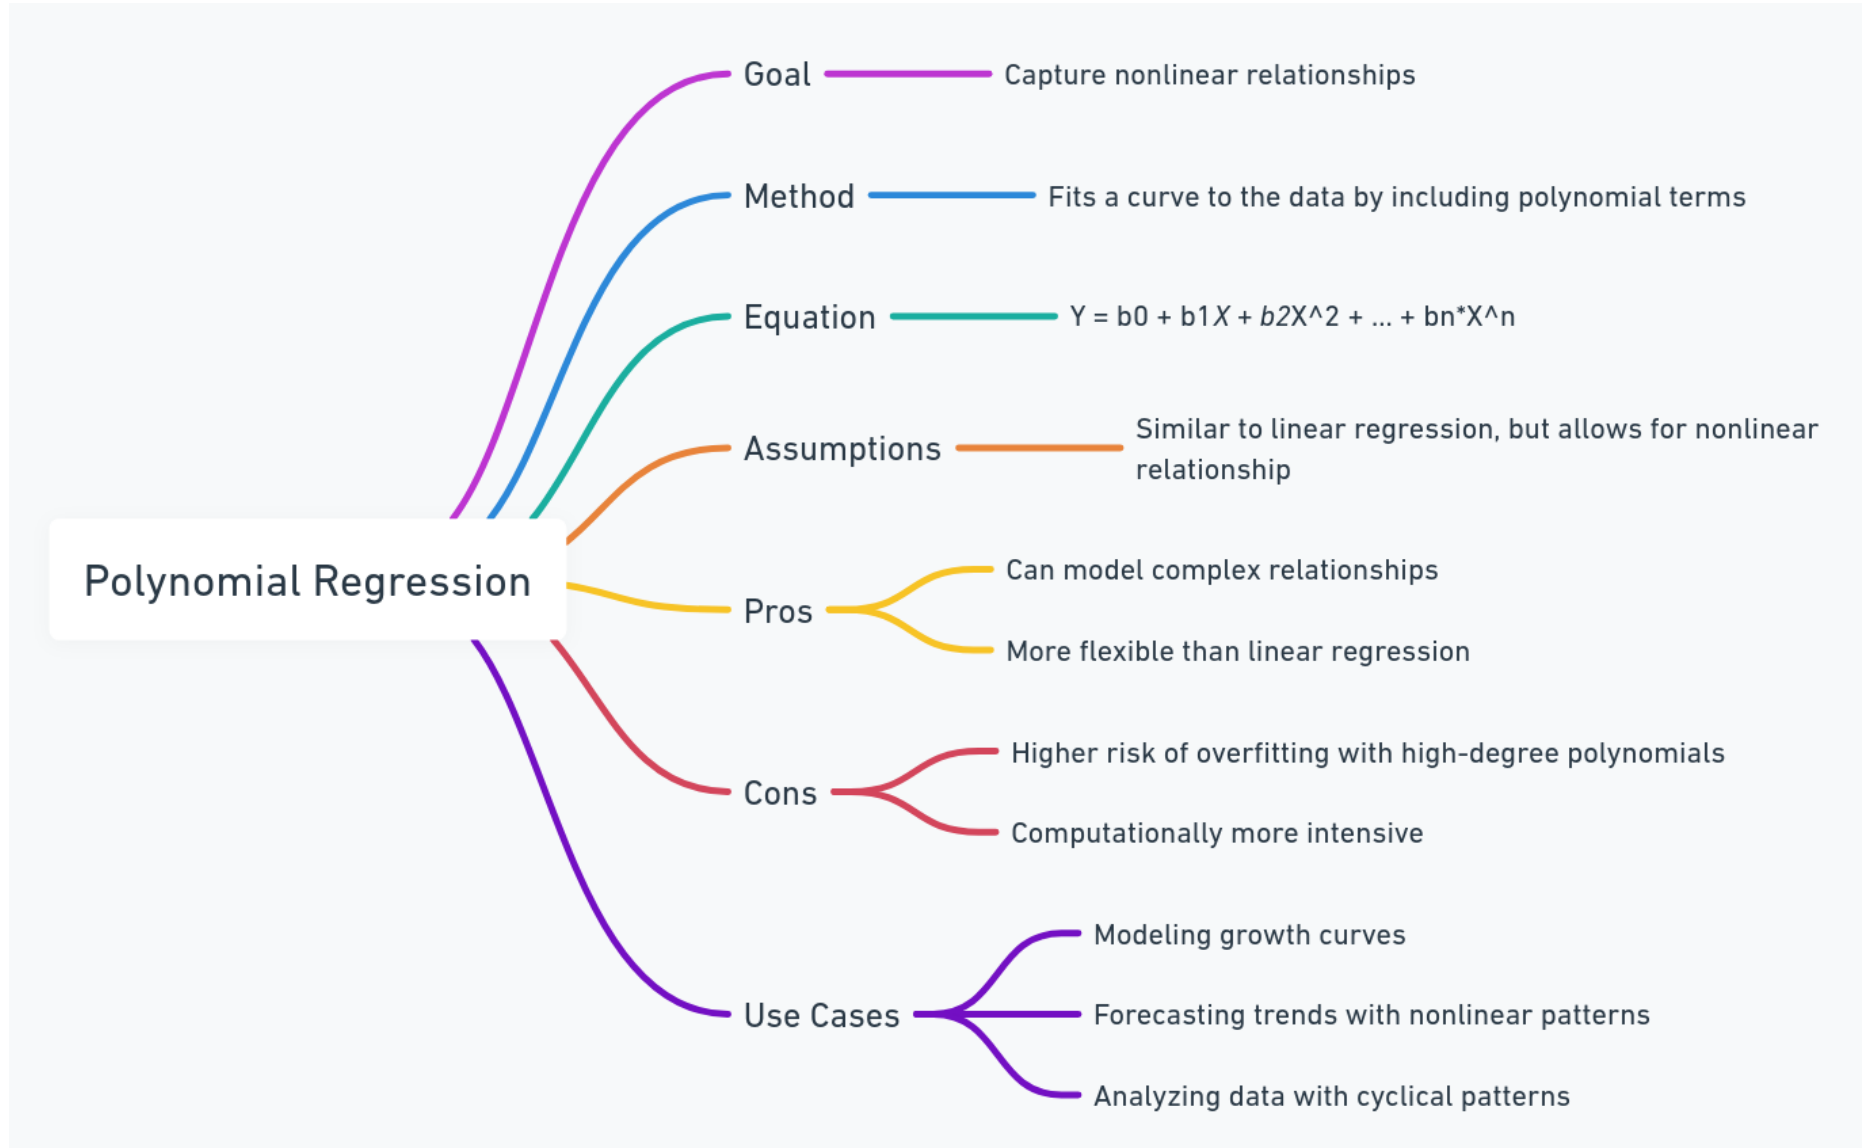 Goal
Capture nonlinear relationships
Method
Fits a curve to the data by including polynomial terms
Equation
Y = b0 + b1X + b2X^2 + ... + bn*X^n
Assumptions
Similar to linear regression, but allows for nonlinear
relationship
Polynomial Regression
Pros
Can model complex relationships
More flexible than linear regression
Cons
Higher risk of overfitting with high-degree polynomials
Computationally more intensive
Use Cases
Modeling growth curves
Forecasting trends with nonlinear patterns
Analyzing data with cyclical patterns